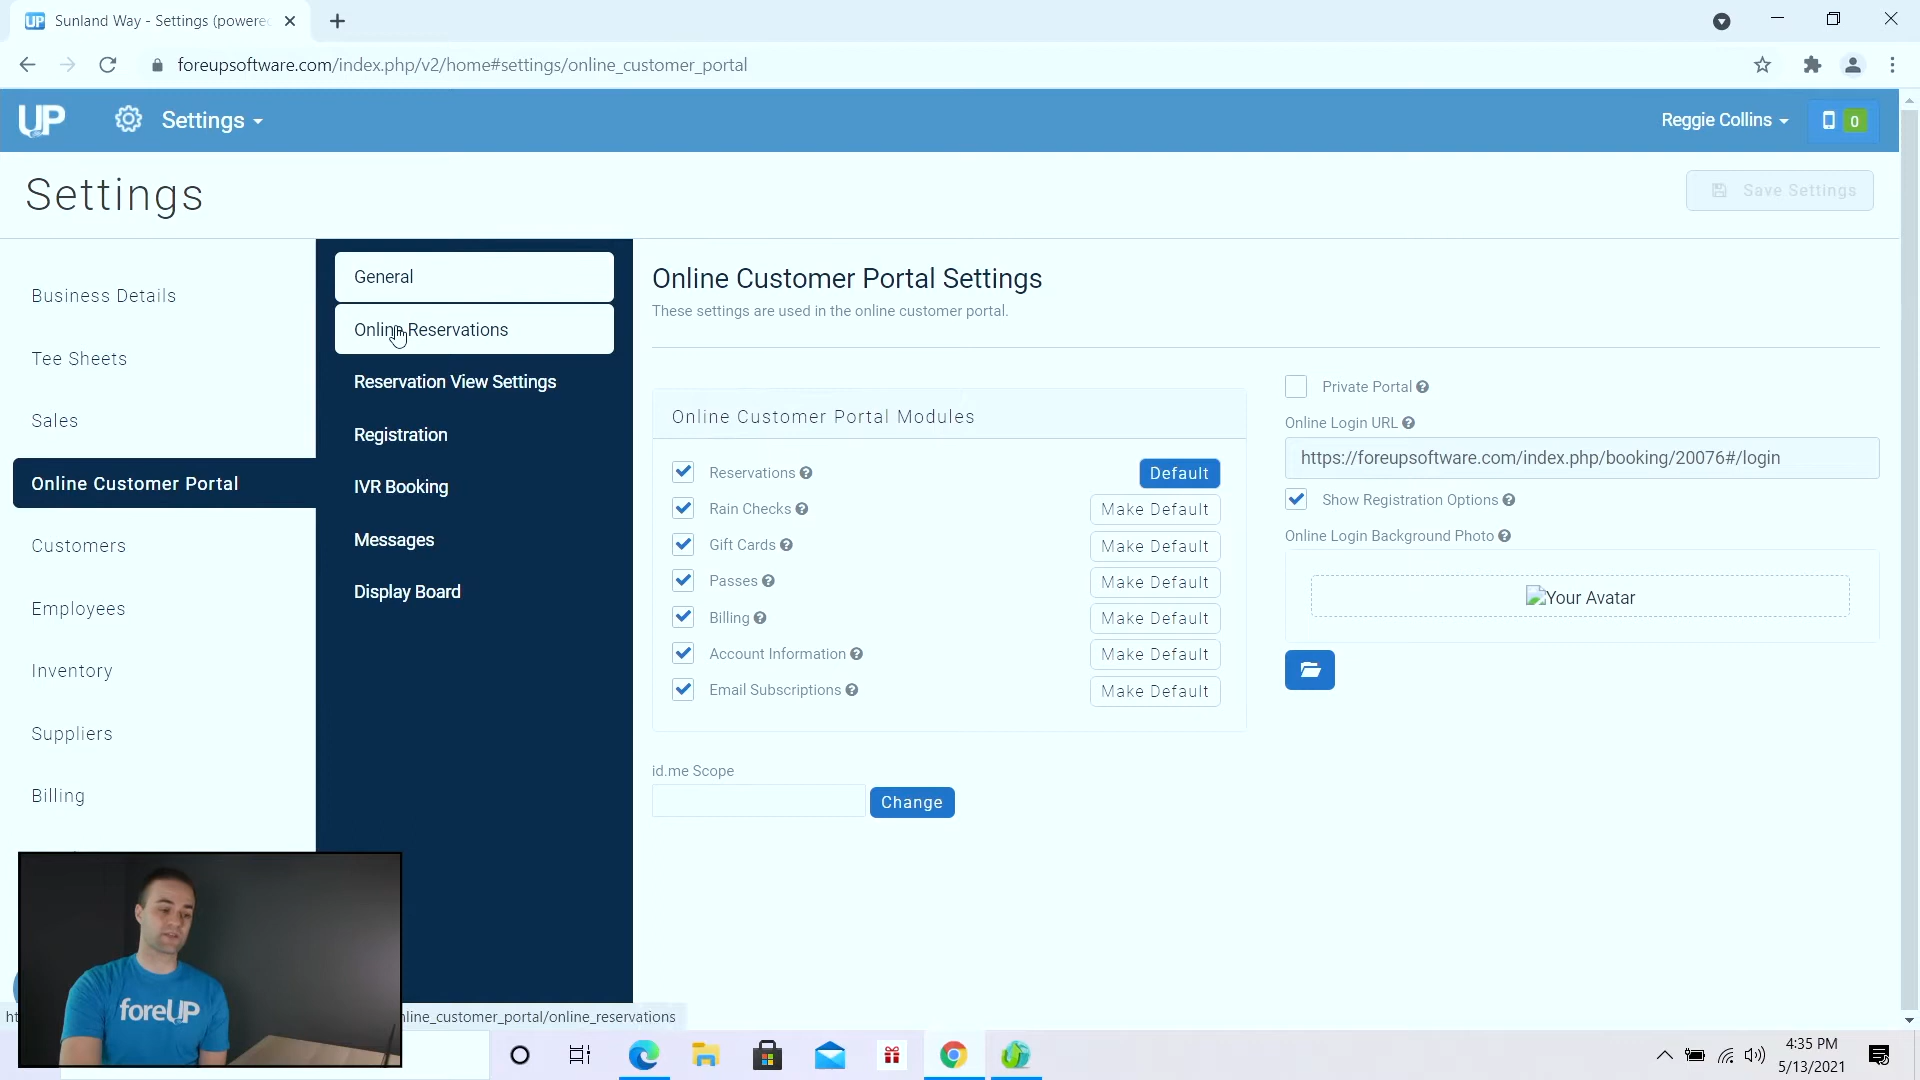 UP Sunland Way - Settings (powere
foreupsoftware.com/index.php/v2/home#settings/online_customer_portal
UP Settings Reggie Collins 0
Settings
Save Settings
Business Details
Tee Sheets
Sales
Online Customer Portal
Customers
Employees
Inventory
Suppliers
Billing
General
Online Reservations
Reservation View Settings
Registration
IVR Booking
Messages
Display Board
Online Customer Portal Settings
These settings are used in the online customer portal.
Online Customer Portal Modules
Reservations Default
Rain Checks Make Default
Gift Cards Make Default
Passes Make Default
Billing Make Default
Account Information Make Default
Email Subscriptions Make Default
id.me Scope
Change
Private Portal
Online Login URL
https://foreupsoftware.com/index.php/booking/20076#/login
Show Registration Options
Online Login Background Photo
Your Avatar
foreUP
nline_customer_portal/online_reservations
4:35 PM
5/13/2021